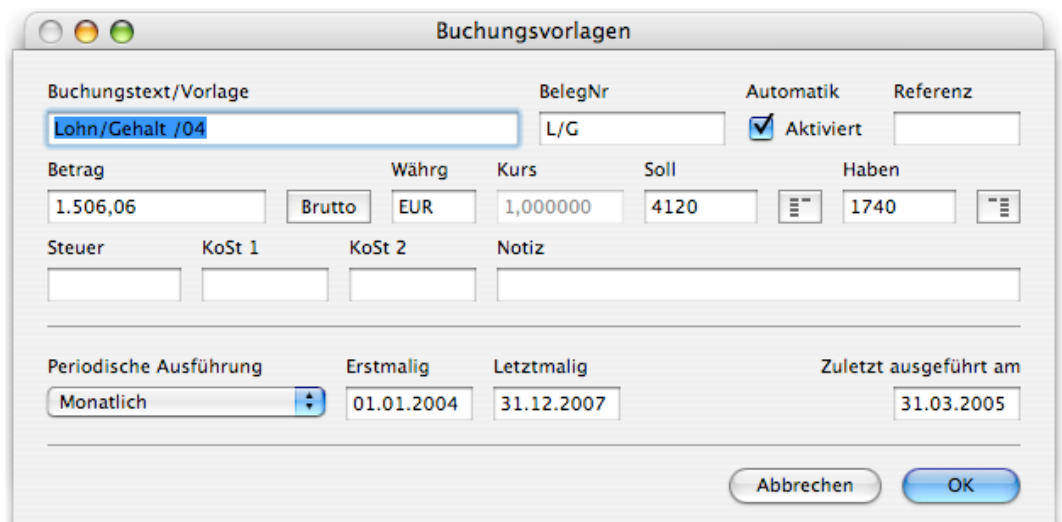 Buchungsvorlagen
Buchungstext/Vorlage BelegNr Automatik Referenz
Lohn/Gehalt /04 L/G Aktiviert
Betrag Währg Kurs Soll Haben
1.506,06 Brutto EUR 1,000000 4120 1740
Steuer KoSt 1 KoSt 2 Notiz
Periodische Ausführung Erstmalig Letztmalig Zuletzt ausgeführt am
Monatlich 01.01.2004 31.12.2007 31.03.2005
Abbrechen OK